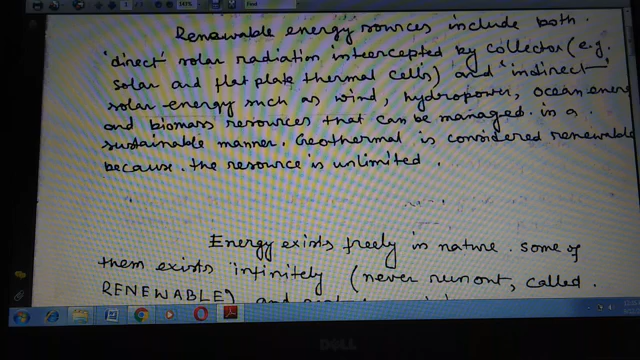 Renewable energy sources include both.
'direct' solar radiation intercepted by collector (e.g.
solar and flat plate thermal cells) and 'indirect'
solar energy such as wind, hydropower, ocean energ
and biomass resources that can be managed. in a.
sustainable manner. Geothermal is considered renewable
because. the resource is unlimited.
Energy exists freely in nature. some of
them exists infinitely (never run out, called.
RENEWABLE) and
DELL